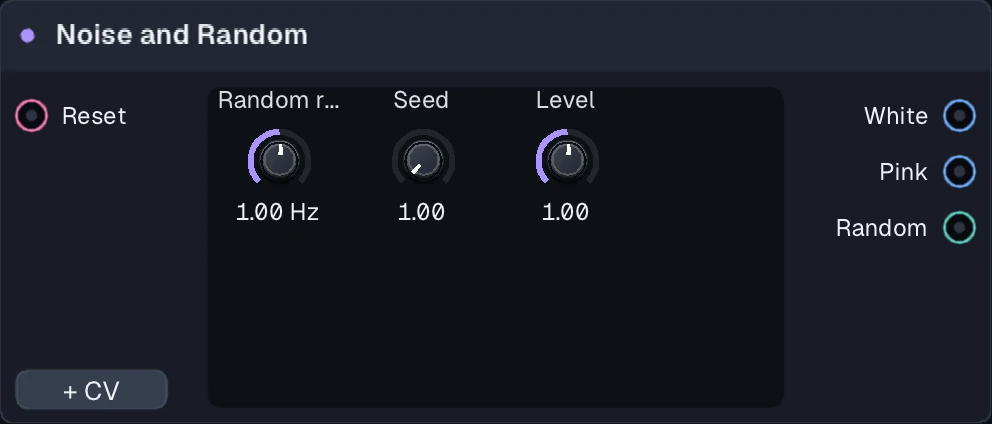 Noise and Random
Reset
Random r...
Seed
Level
1.00 Hz
1.00
1.00
White
Pink
Random
+ CV